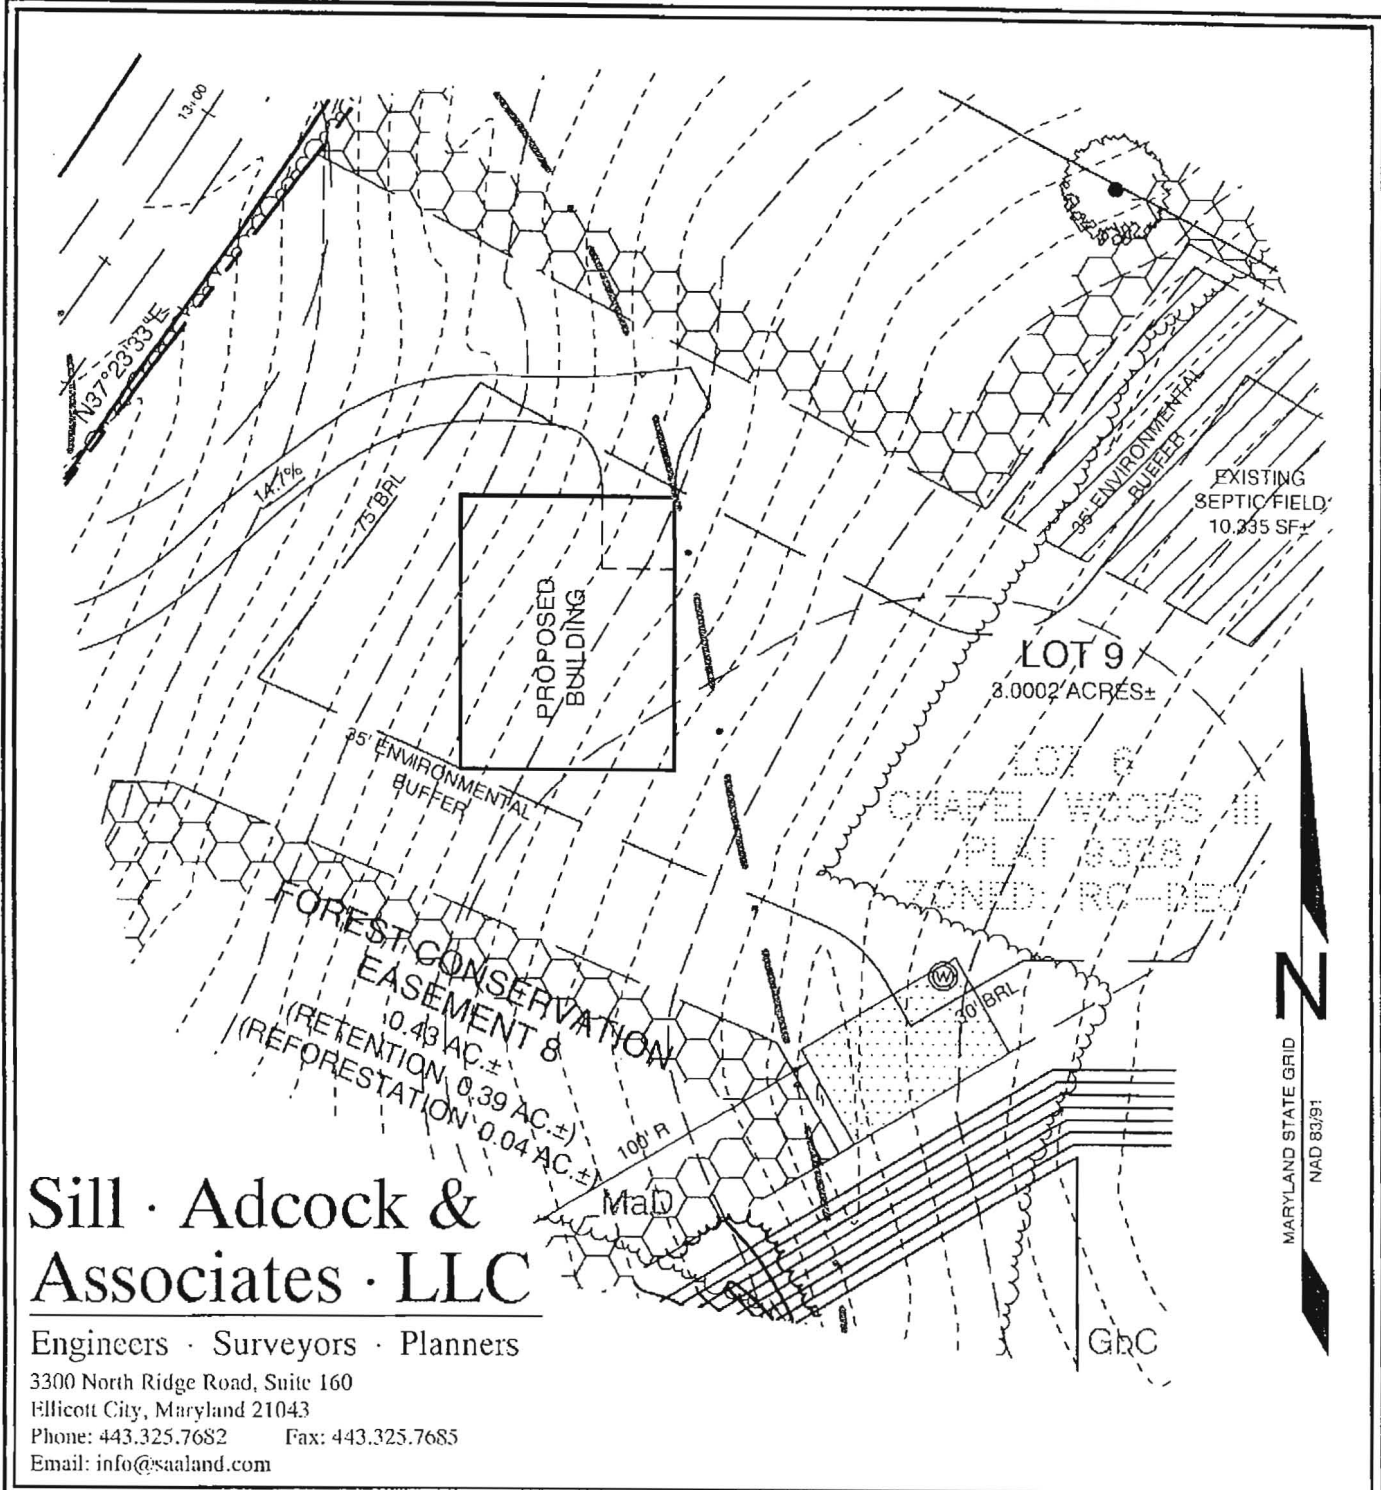 13+00
N37°23'33"E
14.7%
75' BRL
35' ENVIRONMENTAL
BUFFER
EXISTING
SEPTIC FIELD
10,335 SF±
PROPOSED
BUILDING
LOT 9
3.0002 ACRES±
35' ENVIRONMENTAL
BUFFER
LOT 6
CHAPEL WOODS III
PLAT 8328
ZONED: RC-DEO
FOREST CONSERVATION
EASEMENT 8
0.43 AC.±
(RETENTION 0.39 AC.±)
(REFORESTATION 0.04 AC.±)
W
30' BRL
100' R
MaD
GbC
N
MARYLAND STATE GRID
NAD 83/91
Sill · Adcock &
Associates · LLC
Engineers · Surveyors · Planners
3300 North Ridge Road, Suite 160
Ellicott City, Maryland 21043
Phone: 443.325.7682 Fax: 443.325.7685
Email: info@saaland.com